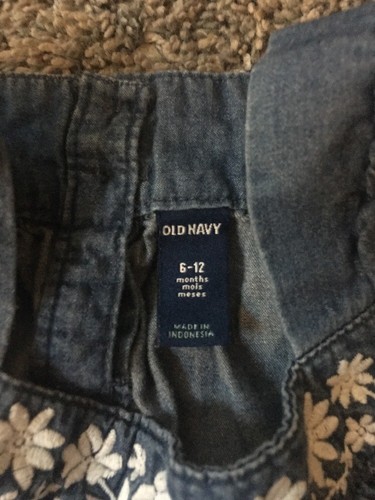 OLD NAVY
6-12
months
mois
meses
MADE IN
INDONESIA